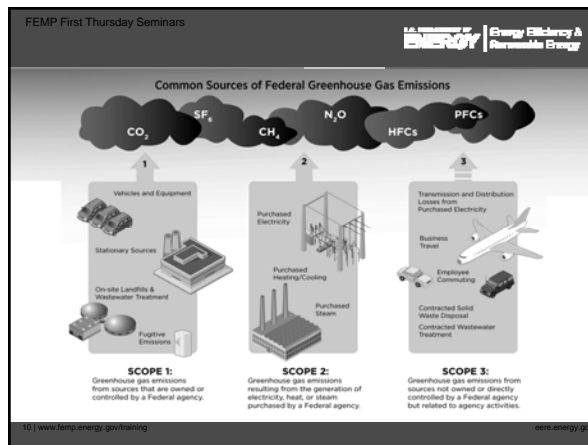 FEMP First Thursday Seminars
U.S. DEPARTMENT OF
ENERGY
Energy Efficiency &
Renewable Energy
Common Sources of Federal Greenhouse Gas Emissions
CO₂
SF₆
CH₄
N₂O
HFCs
PFCs
1
Vehicles and Equipment
Stationary Sources
On-site Landfills &
Wastewater Treatment
Fugitive
Emissions
SCOPE 1:
Greenhouse gas emissions
from sources that are owned or
controlled by a Federal agency.
2
Purchased
Electricity
Purchased
Heating/Cooling
Purchased
Steam
SCOPE 2:
Greenhouse gas emissions
resulting from the generation of
electricity, heat, or steam
purchased by a Federal agency.
3
Transmission and Distribution
Losses from
Purchased Electricity
Business
Travel
Employee
Commuting
Contracted Solid
Waste Disposal
Contracted Wastewater
Treatment
SCOPE 3:
Greenhouse gas emissions from
sources not owned or directly
controlled by a Federal agency
but related to agency activities.
10 | www.femp.energy.gov/training
eere.energy.go